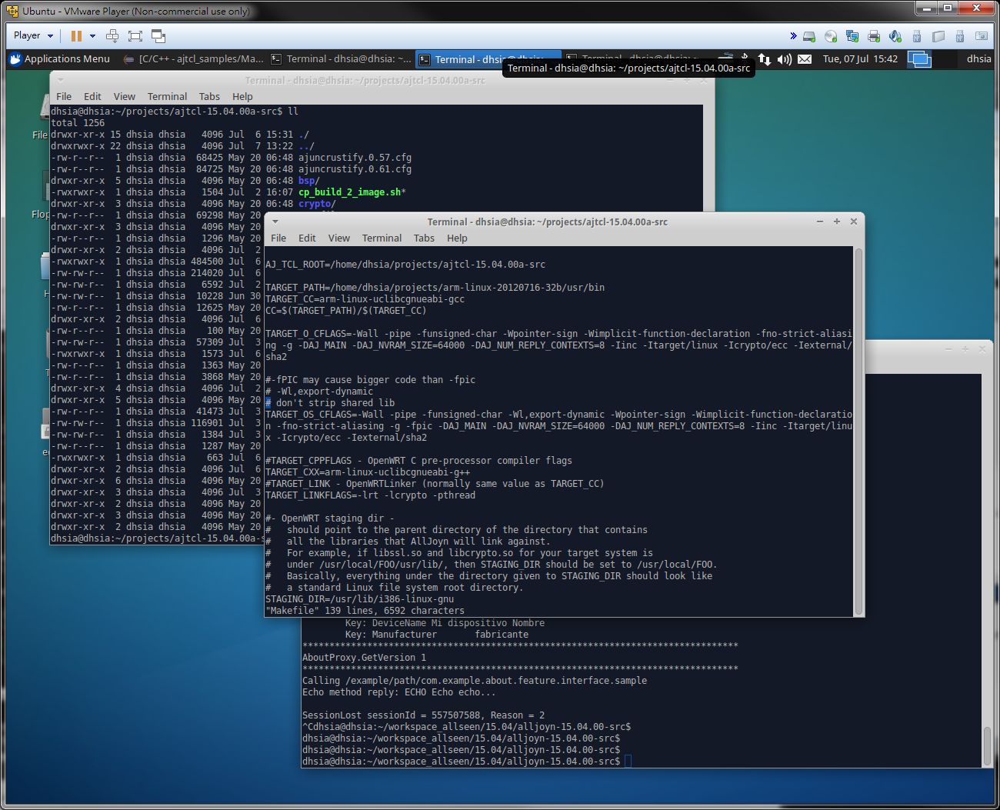 Ubuntu - VMware Player (Non-commercial use only)
Player
Applications Menu
[C/C++ - ajtcl_samples/Ma...
Terminal - dhsia@dhsia: ~...
Terminal - dhsia@dhsia:
Terminal - dhsia@dhsia: ~
Tue, 07 Jul 15:42
dhsia
Terminal - dhsia@dhsia: ~/projects/ajtcl-15.04.00a-src
Terminal - dhsia@dhsia: ~/projects/ajtcl-15.04.00a-src
File Edit View Terminal Tabs Help
dhsia@dhsia:~/projects/ajtcl-15.04.00a-src$ ll
total 1256
drwxr-xr-x 15 dhsia dhsia 4096 Jul 6 15:31 ./
drwxrwxr-x 22 dhsia dhsia 4096 Jul 7 13:22 ../
-rw-r--r-- 1 dhsia dhsia 68425 May 20 06:48 ajuncrustify.0.57.cfg
-rw-r--r-- 1 dhsia dhsia 84725 May 20 06:48 ajuncrustify.0.61.cfg
drwxr-xr-x 5 dhsia dhsia 4096 May 20 06:48 bsp/
-rwxrwxr-x 1 dhsia dhsia 1504 Jul 2 16:07 cp_build_2_image.sh*
drwxr-xr-x 3 dhsia dhsia 4096 May 20 06:48 crypto/
-rw-r--r-- 1 dhsia dhsia 69298 May 20
drwxr-xr-x 3 dhsia dhsia 4096 May 20
-rw-r--r-- 1 dhsia dhsia 1296 May 20
drwxr-xr-x 2 dhsia dhsia 4096 Jul 2
-rwxrwxr-x 1 dhsia dhsia 484500 Jul 6
-rw-rw-r-- 1 dhsia dhsia 214020 Jul 6
-rw-rw-r-- 1 dhsia dhsia 6592 Jul 2
-rw-rw-r-- 1 dhsia dhsia 10228 Jun 30
-rw-rw-r-- 1 dhsia dhsia 12625 May 20
drwxr-xr-x 2 dhsia dhsia 4096 Jul 6
-rw-rw-r-- 1 dhsia dhsia 100 May 20
-rw-rw-r-- 1 dhsia dhsia 57309 Jul 3
-rwxrwxr-x 1 dhsia dhsia 1573 Jul 6
-rw-r--r-- 1 dhsia dhsia 1363 May 20
-rw-r--r-- 1 dhsia dhsia 3868 May 20
drwxr-xr-x 4 dhsia dhsia 4096 Jul 2
drwxr-xr-x 5 dhsia dhsia 4096 May 20
-rw-rw-r-- 1 dhsia dhsia 41473 Jul 3
-rw-rw-r-- 1 dhsia dhsia 116901 Jul 3
-rw-rw-r-- 1 dhsia dhsia 1384 Jul 3
-rw-rw-r-- 1 dhsia dhsia 1287 May 20
-rwxrwxr-x 1 dhsia dhsia 663 Jul 6
drwxr-xr-x 2 dhsia dhsia 4096 Jul 6
drwxr-xr-x 6 dhsia dhsia 4096 May 20
drwxr-xr-x 3 dhsia dhsia 4096 Jul 3
drwxr-xr-x 2 dhsia dhsia 4096 May 20
drwxr-xr-x 3 dhsia dhsia 4096 May 20
drwxr-xr-x 2 dhsia dhsia 4096 May 20
dhsia@dhsia:~/projects/ajtcl-15.04.00a-s
Terminal - dhsia@dhsia: ~/projects/ajtcl-15.04.00a-src
File Edit View Terminal Tabs Help
AJ_TCL_ROOT=/home/dhsia/projects/ajtcl-15.04.00a-src
TARGET_PATH=/home/dhsia/projects/arm-linux-20120716-32b/usr/bin
TARGET_CC=arm-linux-uclibcgnueabi-gcc
CC=$(TARGET_PATH)/$(TARGET_CC)
TARGET_O_CFLAGS=-Wall -pipe -funsigned-char -Wpointer-sign -Wimplicit-function-declaration -fno-strict-aliasi
ng -g -DAJ_MAIN -DAJ_NVRAM_SIZE=64000 -DAJ_NUM_REPLY_CONTEXTS=8 -Iinc -Itarget/linux -Icrypto/ecc -Iexternal/
sha2
#-fPIC may cause bigger code than -fpic
# -Wl,export-dynamic
# don't strip shared lib
TARGET_OS_CFLAGS=-Wall -pipe -funsigned-char -Wl,export-dynamic -Wpointer-sign -Wimplicit-function-declaratio
n -fno-strict-aliasing -g -fpic -DAJ_MAIN -DAJ_NVRAM_SIZE=64000 -DAJ_NUM_REPLY_CONTEXTS=8 -Iinc -Itarget/linu
x -Icrypto/ecc -Iexternal/sha2
#TARGET_CPPFLAGS - OpenWRT C pre-processor compiler flags
TARGET_CXX=arm-linux-uclibcgnueabi-g++
#TARGET_LINK - OpenWRTLinker (normally same value as TARGET_CC)
TARGET_LINKFLAGS=-lrt -lcrypto -pthread
#- OpenWRT staging dir -
# should point to the parent directory of the directory that contains
# all the libraries that AllJoyn will link against.
# For example, if libssl.so and libcrypto.so for your target system is
# under /usr/local/FOO/usr/lib/, then STAGING_DIR should be set to /usr/local/FOO.
# Basically, everything under the directory given to STAGING_DIR should look like
# a standard Linux file system root directory.
STAGING_DIR=/usr/lib/i386-linux-gnu
"Makefile" 139 lines, 6592 characters
Key: DeviceName Mi dispositivo Nombre
Key: Manufacturer fabricante
*********************************************************************************
AboutProxy.GetVersion 1
*********************************************************************************
Calling /example/path/com.example.about.feature.interface.sample
Echo method reply: ECHO Echo echo...
SessionLost sessionId = 557507588, Reason = 2
^Cdhsia@dhsia:~/workspace_allseen/15.04/alljoyn-15.04.00-src$
dhsia@dhsia:~/workspace_allseen/15.04/alljoyn-15.04.00-src$
dhsia@dhsia:~/workspace_allseen/15.04/alljoyn-15.04.00-src$
dhsia@dhsia:~/workspace_allseen/15.04/alljoyn-15.04.00-src$